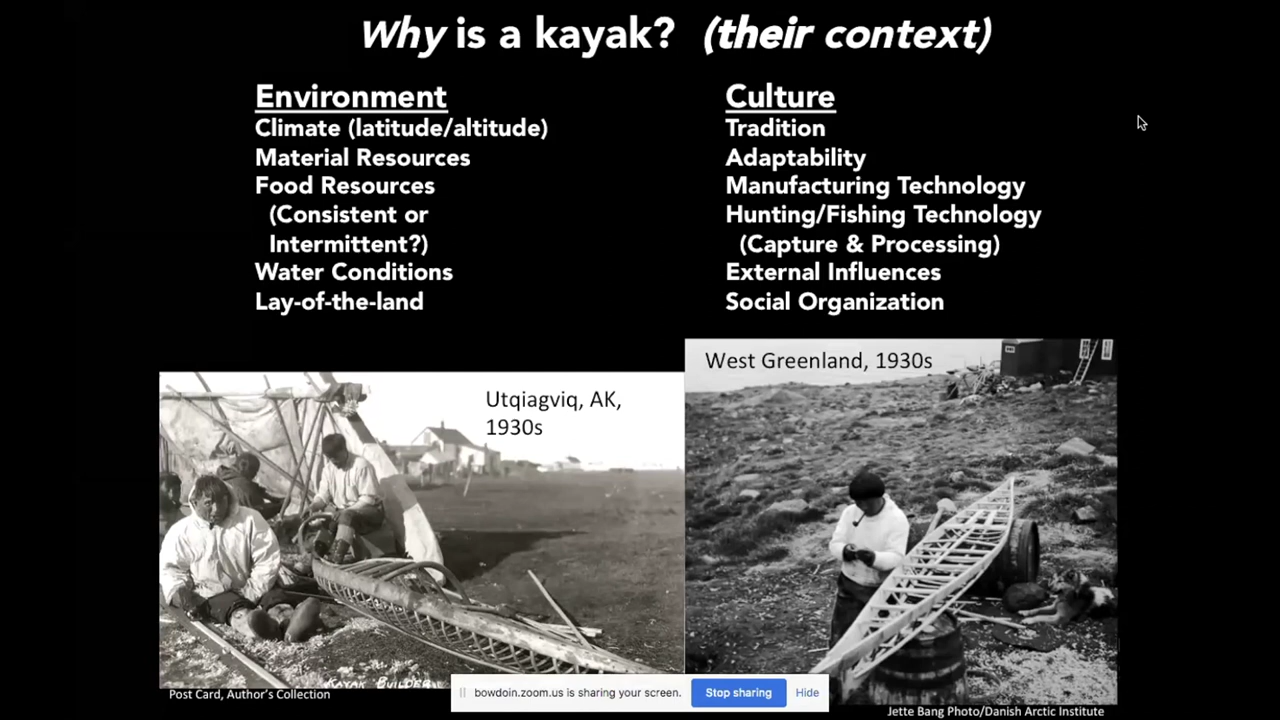 Why is a kayak? (their context)
Environment
Climate (latitude/altitude)
Material Resources
Food Resources
(Consistent or
Intermittent?)
Water Conditions
Lay-of-the-land
Culture
Tradition
Adaptability
Manufacturing Technology
Hunting/Fishing Technology
(Capture & Processing)
External Influences
Social Organization
Utqiagviq, AK,
1930s
West Greenland, 1930s
KAYAK BUILDER
Post Card, Author's Collection
bowdoin.zoom.us is sharing your screen.
Stop sharing
Hide
Jette Bang Photo/Danish Arctic Institute